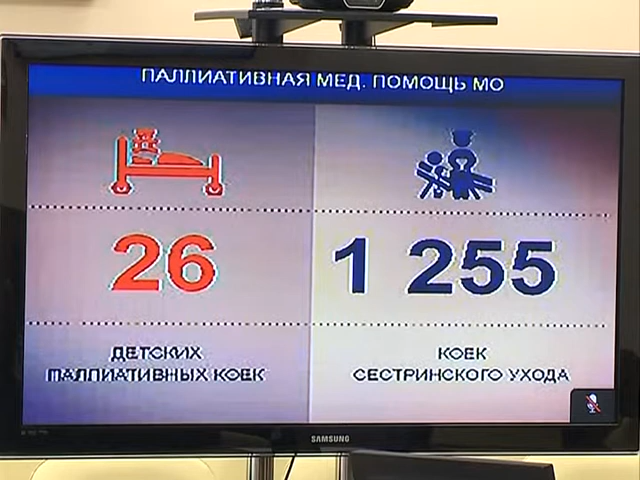 ПАЛЛИАТИВНАЯ МЕД. ПОМОЩЬ МО
26
1 255
ДЕТСКИХ
ПАЛЛИАТИВНЫХ КОЕК
КОЕК
СЕСТРИНСКОГО УХОДА
SAMSUNG